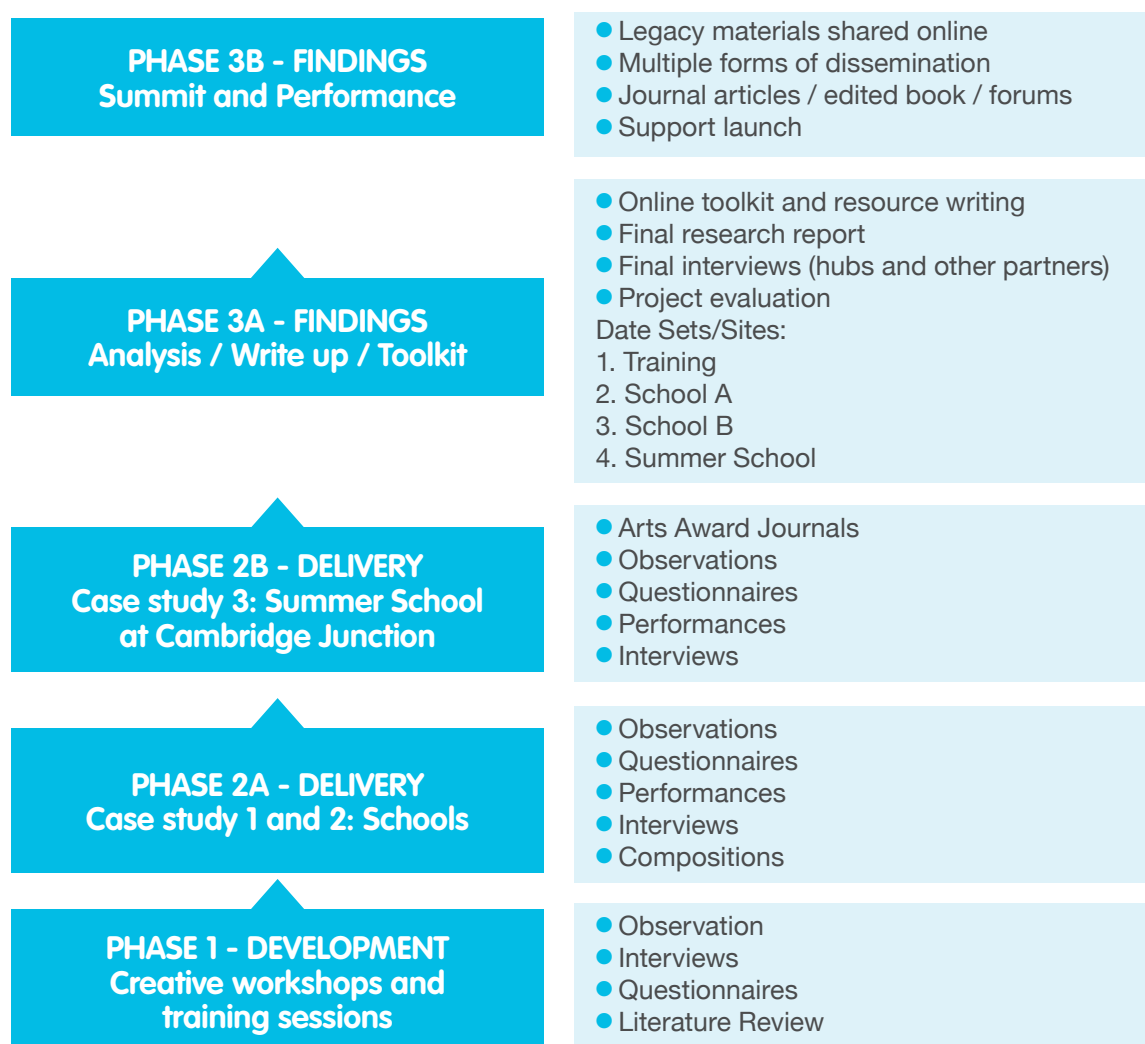 PHASE 3B - FINDINGS
Summit and Performance
● Legacy materials shared online
● Multiple forms of dissemination
● Journal articles / edited book / forums
● Support launch
PHASE 3A - FINDINGS
Analysis / Write up / Toolkit
● Online toolkit and resource writing
● Final research report
● Final interviews (hubs and other partners)
● Project evaluation
Date Sets/Sites:
1. Training
2. School A
3. School B
4. Summer School
PHASE 2B - DELIVERY
Case study 3: Summer School
at Cambridge Junction
● Arts Award Journals
● Observations
● Questionnaires
● Performances
● Interviews
PHASE 2A - DELIVERY
Case study 1 and 2: Schools
● Observations
● Questionnaires
● Performances
● Interviews
● Compositions
PHASE 1 - DEVELOPMENT
Creative workshops and
training sessions
● Observation
● Interviews
● Questionnaires
● Literature Review